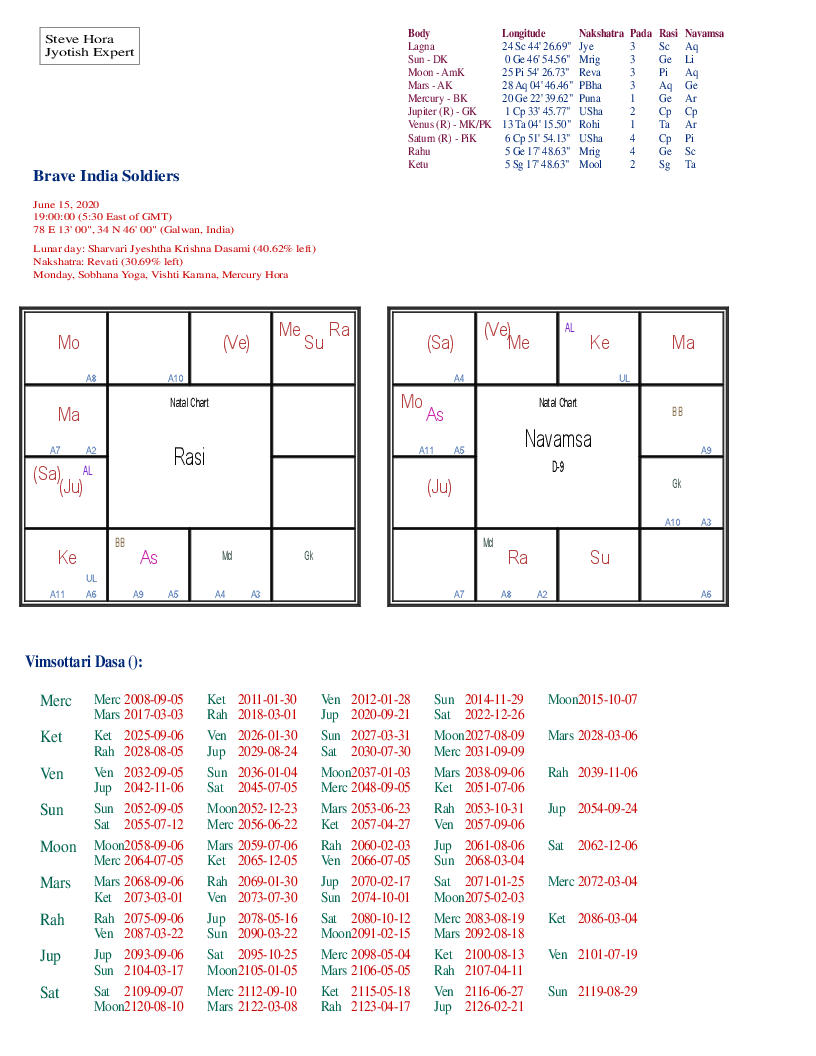 Steve Hora
Jyotish Expert
Body Longitude Nakshatra Pada Rasi Navamsa
Lagna 24 Sc 44' 26.69" Jye 3 Sc Aq
Sun - DK 0 Ge 46' 54.56" Mrig 3 Ge Li
Moon - AmK 25 Pi 54' 26.73" Reva 3 Pi Aq
Mars - AK 28 Aq 04' 46.46" PBha 3 Aq Ge
Mercury - BK 20 Ge 22' 39.62" Puna 1 Ge Ar
Jupiter (R) - GK 1 Cp 33' 45.77" USha 2 Cp Cp
Venus (R) - MK/PK 13 Ta 04' 15.50" Rohi 1 Ta Ar
Saturn (R) - PiK 6 Cp 51' 54.13" USha 4 Cp Pi
Rahu 5 Ge 17' 48.63" Mrig 4 Ge Sc
Ketu 5 Sg 17' 48.63" Mool 2 Sg Ta
Brave India Soldiers
June 15, 2020
19:00:00 (5:30 East of GMT)
78 E 13' 00", 34 N 46' 00" (Galwan, India)
Lunar day: Sharvari Jyeshtha Krishna Dasami (40.62% left)
Nakshatra: Revati (30.69% left)
Monday, Sobhana Yoga, Vishti Karana, Mercury Hora
Mo (Ve) Me Su Ra
A8 A10
Natal Chart
Ma
A7 A2
Rasi
(Sa) (Ju) AL
Ke BB As Md Gk
UL
A11 A6 A9 A5 A4 A3
(Sa) (Ve) Me AL Ke Ma
A4 UL
Natal Chart
Mo As BB
A11 A5 A9
Navamsa
D-9
(Ju) Gk
A10 A3
Md Ra Su
A7 A8 A2 A6
Vimsottari Dasa ():
Merc Merc 2008-09-05 Ket 2011-01-30 Ven 2012-01-28 Sun 2014-11-29 Moon2015-10-07
Mars 2017-03-03 Rah 2018-03-01 Jup 2020-09-21 Sat 2022-12-26
Ket Ket 2025-09-06 Ven 2026-01-30 Sun 2027-03-31 Moon2027-08-09 Mars 2028-03-06
Rah 2028-08-05 Jup 2029-08-24 Sat 2030-07-30 Merc 2031-09-09
Ven Ven 2032-09-05 Sun 2036-01-04 Moon2037-01-03 Mars 2038-09-06 Rah 2039-11-06
Jup 2042-11-06 Sat 2045-07-05 Merc 2048-09-05 Ket 2051-07-06
Sun Sun 2052-09-05 Moon2052-12-23 Mars 2053-06-23 Rah 2053-10-31 Jup 2054-09-24
Sat 2055-07-12 Merc 2056-06-22 Ket 2057-04-27 Ven 2057-09-06
Moon Moon2058-09-06 Mars 2059-07-06 Rah 2060-02-03 Jup 2061-08-06 Sat 2062-12-06
Merc 2064-07-05 Ket 2065-12-05 Ven 2066-07-05 Sun 2068-03-04
Mars Mars 2068-09-06 Rah 2069-01-30 Jup 2070-02-17 Sat 2071-01-25 Merc 2072-03-04
Ket 2073-03-01 Ven 2073-07-30 Sun 2074-10-01 Moon2075-02-03
Rah Rah 2075-09-06 Jup 2078-05-16 Sat 2080-10-12 Merc 2083-08-19 Ket 2086-03-04
Ven 2087-03-22 Sun 2090-03-22 Moon2091-02-15 Mars 2092-08-18
Jup Jup 2093-09-06 Sat 2095-10-25 Merc 2098-05-04 Ket 2100-08-13 Ven 2101-07-19
Sun 2104-03-17 Moon2105-01-05 Mars 2106-05-05 Rah 2107-04-11
Sat Sat 2109-09-07 Merc 2112-09-10 Ket 2115-05-18 Ven 2116-06-27 Sun 2119-08-29
Moon2120-08-10 Mars 2122-03-08 Rah 2123-04-17 Jup 2126-02-21